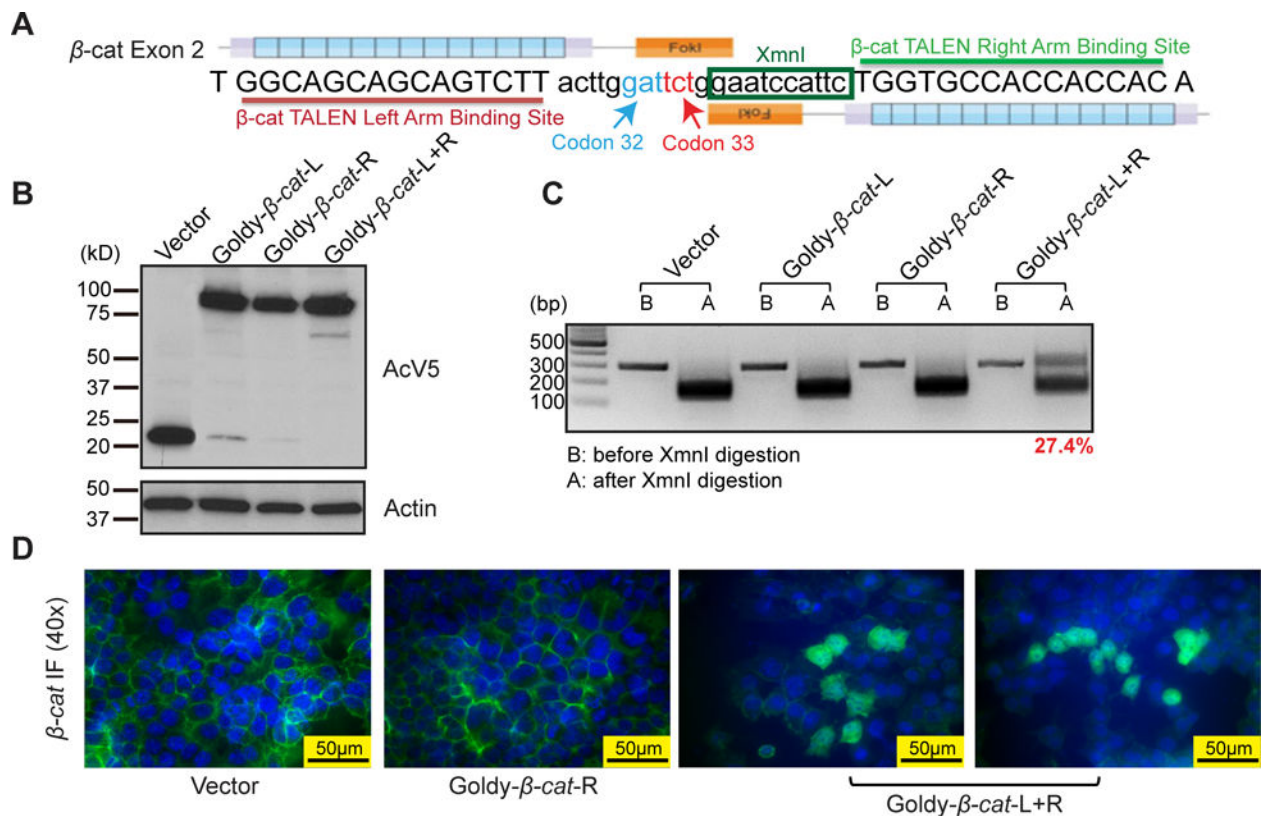 A
β-cat Exon 2
FokI
XmnI
β-cat TALEN Right Arm Binding Site
T GGCAGCAGCAGTCTT acttggattctggaatccattcTGGTGCCACCACCAC A
β-cat TALEN Left Arm Binding Site
FokI
Codon 32
Codon 33
B
Vector
Goldy-β-cat-L
Goldy-β-cat-R
Goldy-β-cat-L+R
(kD)
100
75
50
37
25
20
AcV5
50
37
Actin
C
Vector
Goldy-β-cat-L
Goldy-β-cat-R
Goldy-β-cat-L+R
(bp)
B A B A B A B A
500
300
200
100
27.4%
B: before XmnI digestion
A: after XmnI digestion
D
β-cat IF (40x)
50µm
50µm
50µm
50µm
Vector
Goldy-β-cat-R
Goldy-β-cat-L+R